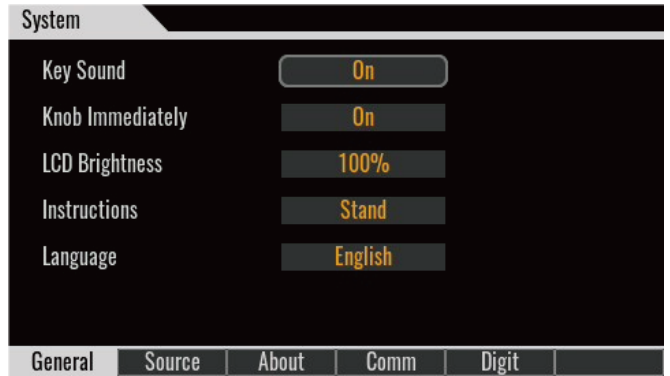 System
Key Sound On
Knob Immediately On
LCD Brightness 100%
Instructions Stand
Language English
General Source About Comm Digit